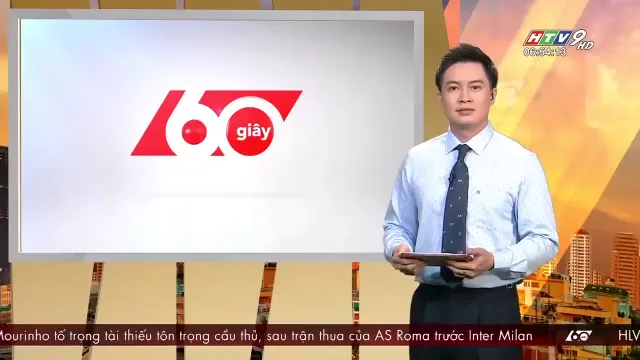 HTV9 HD
06:54:13
60 giây
Mourinho tố trọng tài thiếu tôn trọng cầu thủ, sau trận thua của AS Roma trước Inter Milan 60 HLV